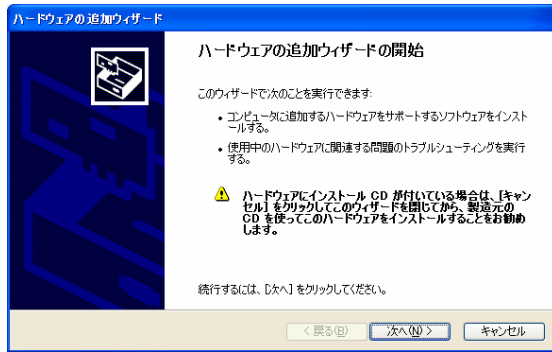 ハードウェアの追加ウィザード
ハードウェアの追加ウィザードの開始
このウィザードで次のことを実行できます:
• コンピュータに追加するハードウェアをサポートするソフトウェアをインスト
ールする。
• 使用中のハードウェアに関連する問題のトラブルシューティングを実行
する。
ハードウェアにインストール CD が付いている場合は、[キャン
セル] をクリックしてこのウィザードを閉じてから、製造元の
CD を使ってこのハードウェアをインストールすることをお勧め
します。
続行するには、[次へ] をクリックしてください。
< 戻る(B) 次へ(N) > キャンセル